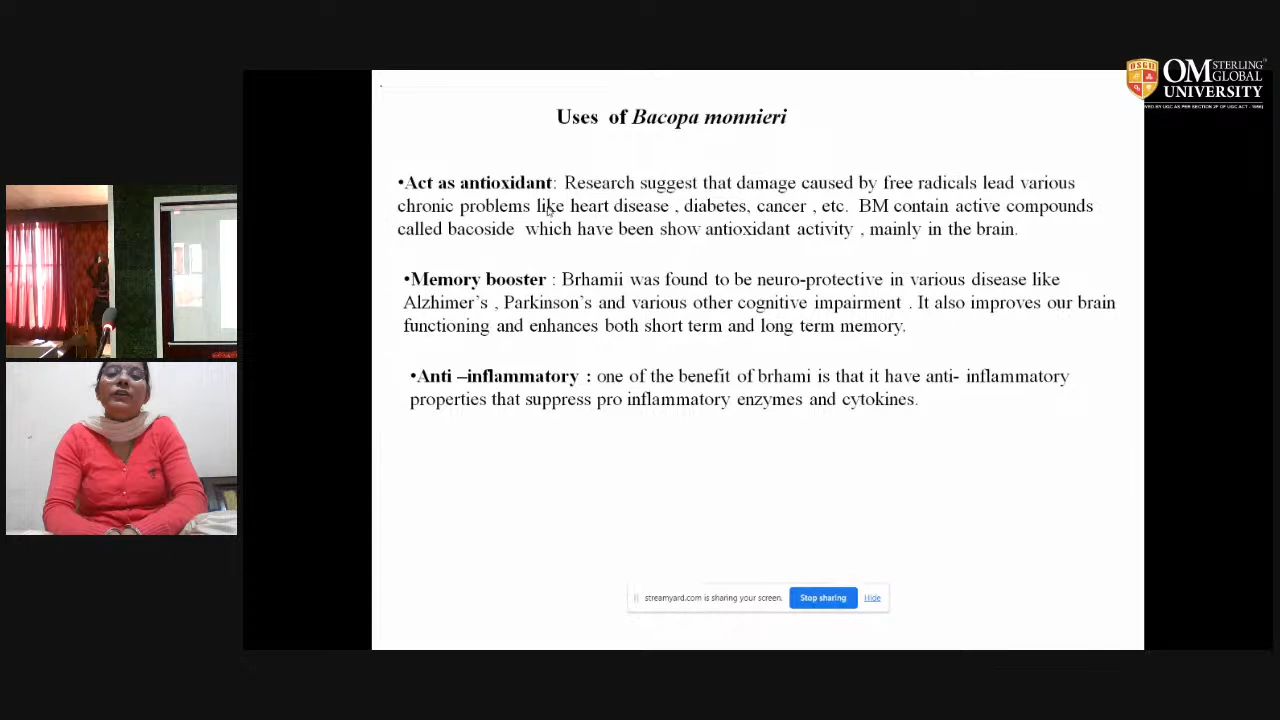 OSGU
OM STERLING GLOBAL UNIVERSITY
Uses of Bacopa monnieri
•Act as antioxidant: Research suggest that damage caused by free radicals lead various
chronic problems like heart disease , diabetes, cancer , etc. BM contain active compounds
called bacoside which have been show antioxidant activity , mainly in the brain.
•Memory booster : Brhamii was found to be neuro-protective in various disease like
Alzhimer's , Parkinson's and various other cognitive impairment . It also improves our brain
functioning and enhances both short term and long term memory.
•Anti –inflammatory : one of the benefit of brhami is that it have anti- inflammatory
properties that suppress pro inflammatory enzymes and cytokines.
streamyard.com is sharing your screen. Stop sharing Hide